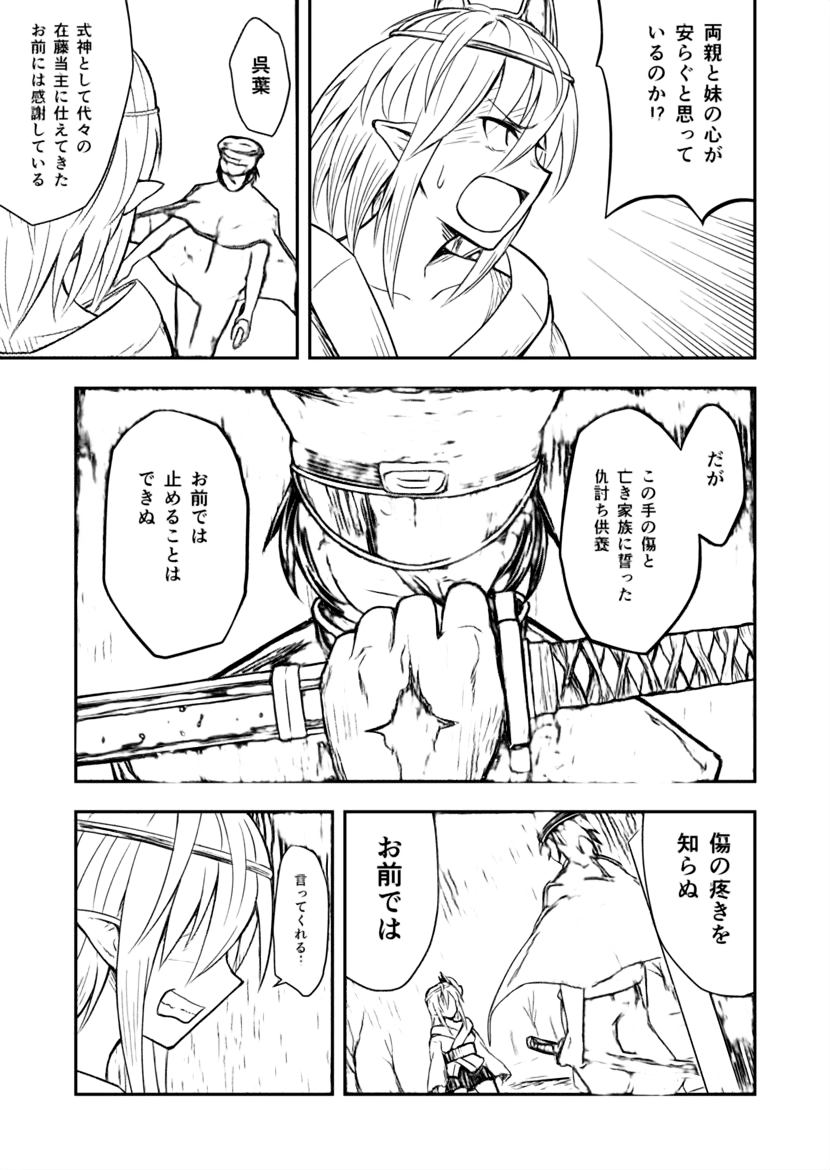 両親と妹の心が
安らぐと思って
いるのか!?
呉葉
式神として代々の
在藤当主に仕えてきた
お前には感謝している
だが
この手の傷と
亡き家族に誓った
仇討ち供養
お前では
止めることは
できぬ
傷の疼きを
知らぬ
お前では
言ってくれる…